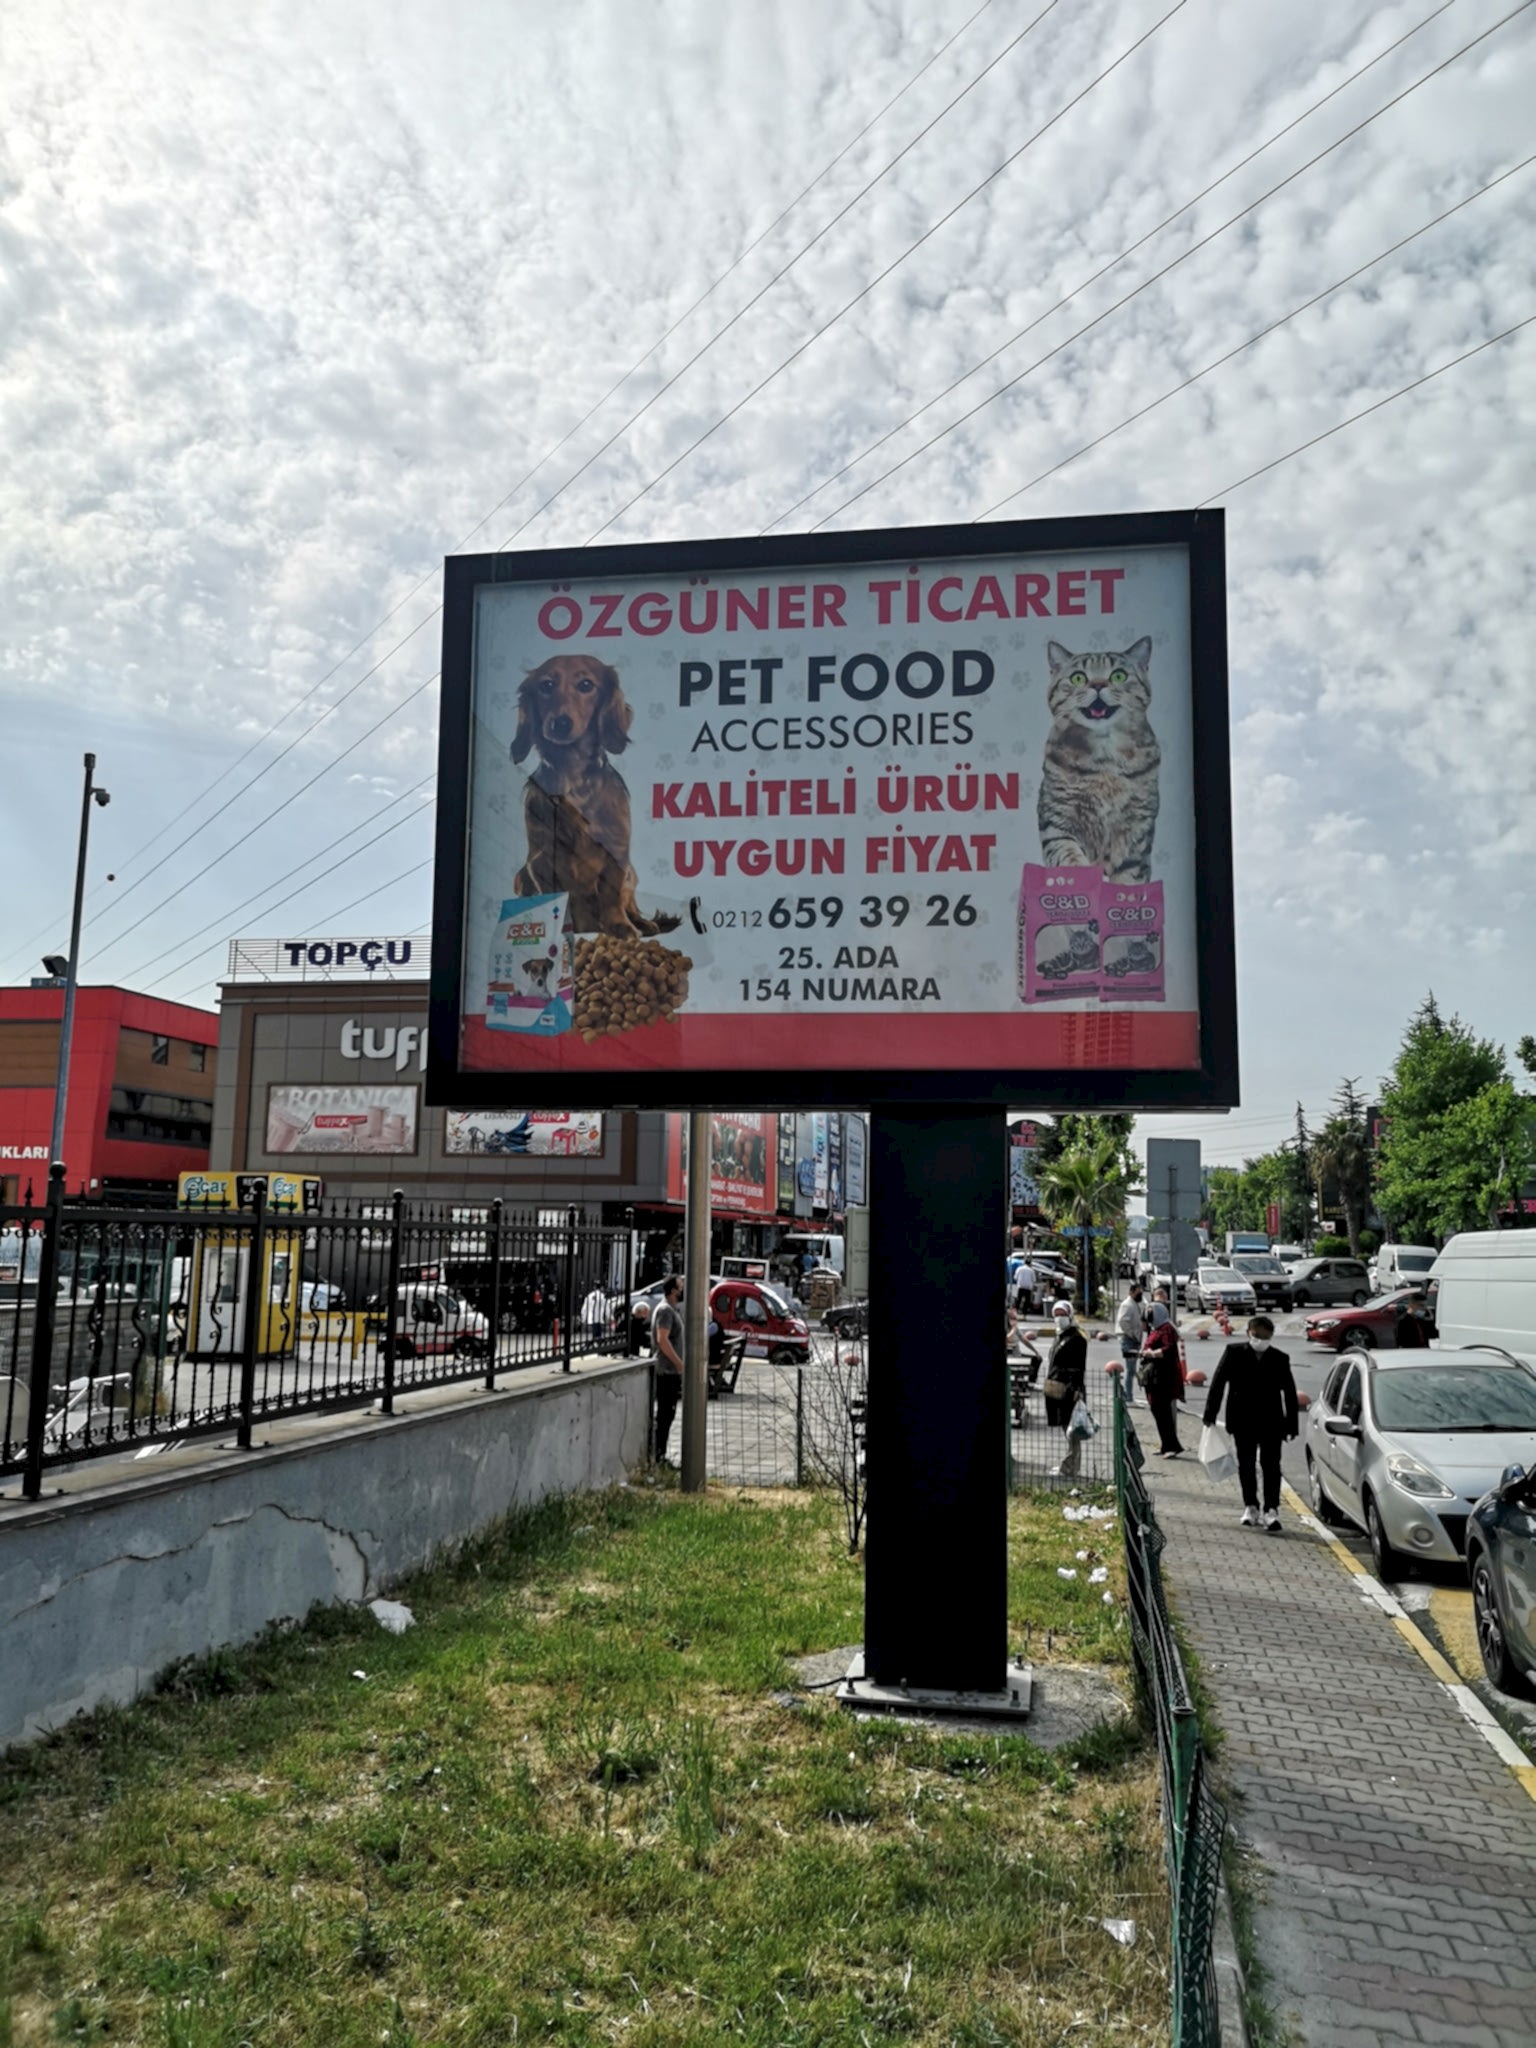 ÖZGÜNER TİCARET
PET FOOD
ACCESSORIES
KALİTELİ ÜRÜN
UYGUN FİYAT
0212 659 39 26
25. ADA
154 NUMARA
C&D
C&D
C&D
TOPÇU
tuff
BOTANICA
IKLARI